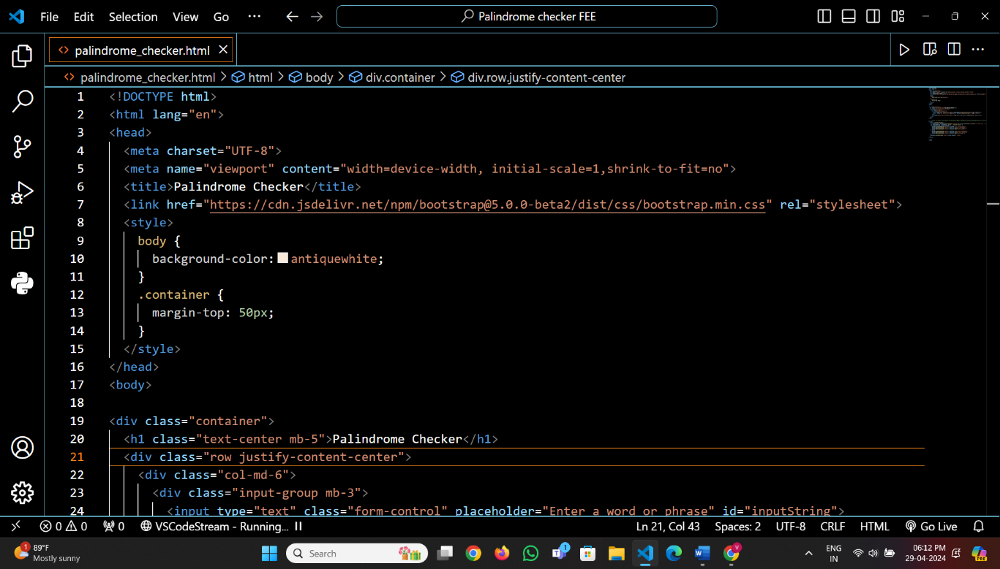 File Edit Selection View Go ··· Palindrome checker FEE
palindrome_checker.html
palindrome_checker.html > html > body > div.container > div.row.justify-content-center
1 <!DOCTYPE html>
2 <html lang="en">
3 <head>
4 <meta charset="UTF-8">
5 <meta name="viewport" content="width=device-width, initial-scale=1,shrink-to-fit=no">
6 <title>Palindrome Checker</title>
7 <link href="https://cdn.jsdelivr.net/npm/bootstrap@5.0.0-beta2/dist/css/bootstrap.min.css" rel="stylesheet">
8 <style>
9 body {
10 background-color: antiquewhite;
11 }
12 .container {
13 margin-top: 50px;
14 }
15 </style>
16 </head>
17 <body>
18
19 <div class="container">
20 <h1 class="text-center mb-5">Palindrome Checker</h1>
21 <div class="row justify-content-center">
22 <div class="col-md-6">
23 <div class="input-group mb-3">
24 <input type="text" class="form-control" placeholder="Enter a word or phrase" id="inputString">
0 0 0 VSCodeStream - Running... Ln 21, Col 43 Spaces: 2 UTF-8 CRLF HTML Go Live
1 89°F
Mostly sunny
Search
1
V
ENG
IN
06:12 PM
29-04-2024
PRE